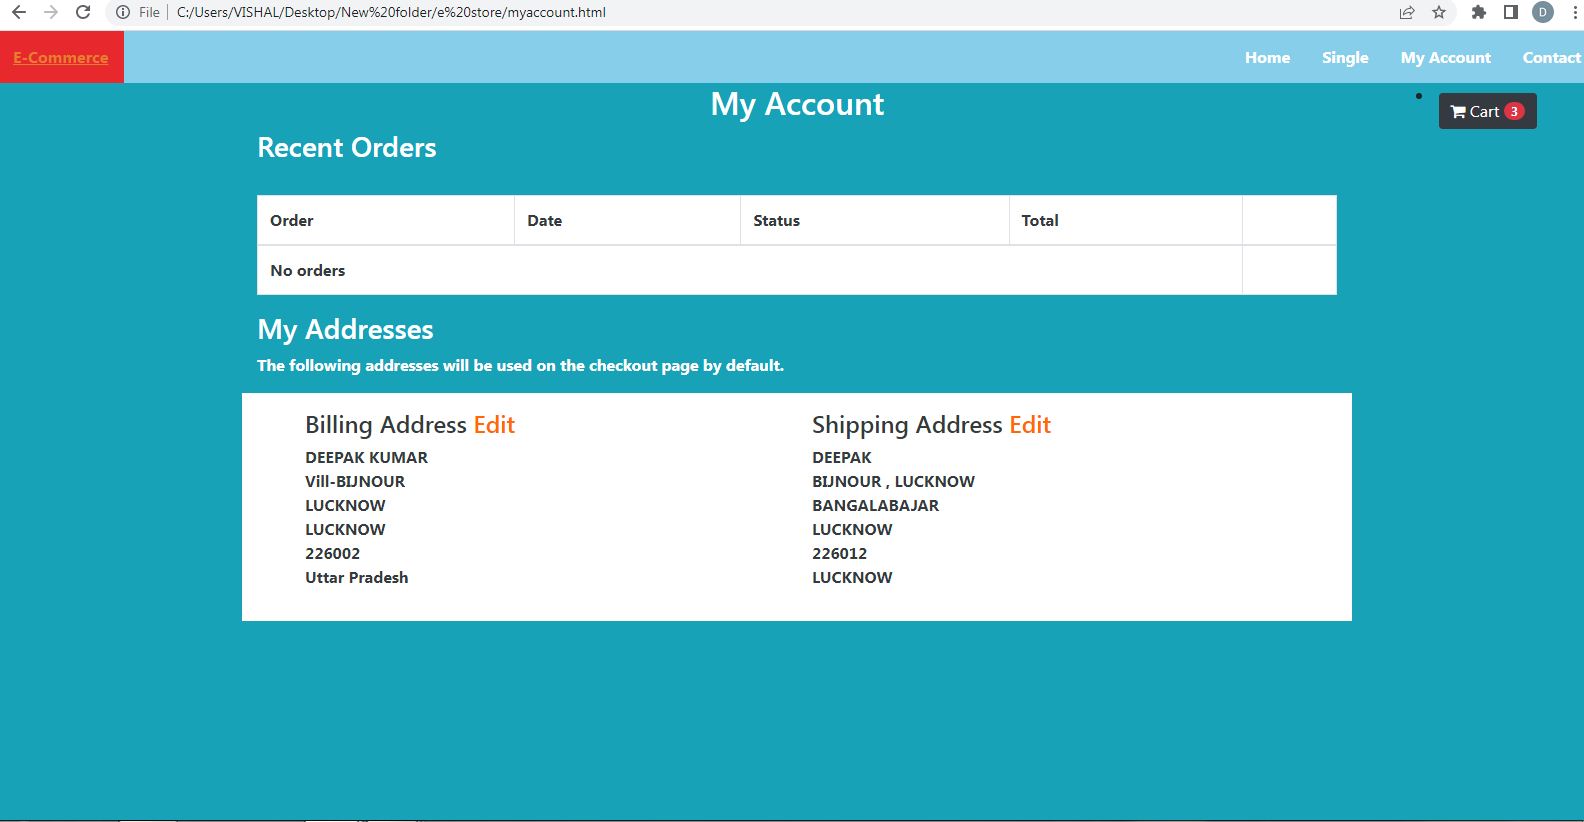 File C:/Users/VISHAL/Desktop/New%20folder/e%20store/myaccount.html D
E-Commerce Home Single My Account Contact
My Account
Cart 3
Recent Orders
Order Date Status Total
No orders
My Addresses
The following addresses will be used on the checkout page by default.
Billing Address Edit
DEEPAK KUMAR
Vill-BIJNOUR
LUCKNOW
LUCKNOW
226002
Uttar Pradesh
Shipping Address Edit
DEEPAK
BIJNOUR , LUCKNOW
BANGALABAJAR
LUCKNOW
226012
LUCKNOW